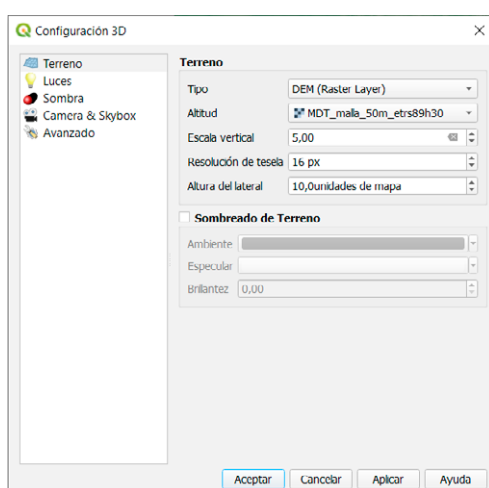 Configuración 3D
Terreno
Luces
Sombra
Camera & Skybox
Avanzado
Terreno
Tipo DEM (Raster Layer)
Altitud MDT_malla_50m_etrs89h30
Escala vertical 5,00
Resolución de tesela 16 px
Altura del lateral 10,0unidades de mapa
Sombreado de Terreno
Ambiente
Especular
Brillantez 0,00
Aceptar Cancelar Aplicar Ayuda